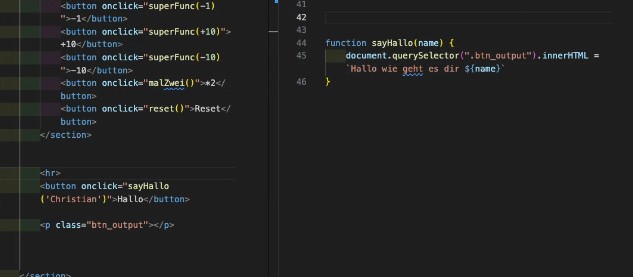 <button onclick="superFunc(-1)
">-1</button>
<button onclick="superFunc(+10)">
+10</button>
<button onclick="superFunc(-10)
">-10</button>
<button onclick="malZwei()">*2</
button>
<button onclick="reset()">Reset</
button>
</section>
<hr>
<button onclick="sayHallo
('Christian')">Hallo</button>
<p class="btn_output"></p>
</section>
41
42
43
44 function sayHallo(name) {
45 document.querySelector(".btn_output").innerHTML =
`Hallo wie geht es dir ${name}`
46 }